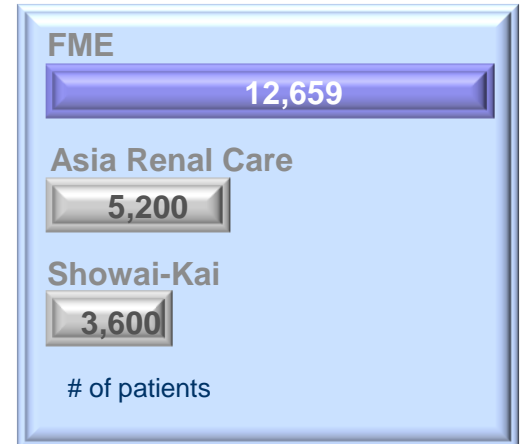 FME
12,659
Asia Renal Care
5,200
Showai-Kai
3,600
# of patients